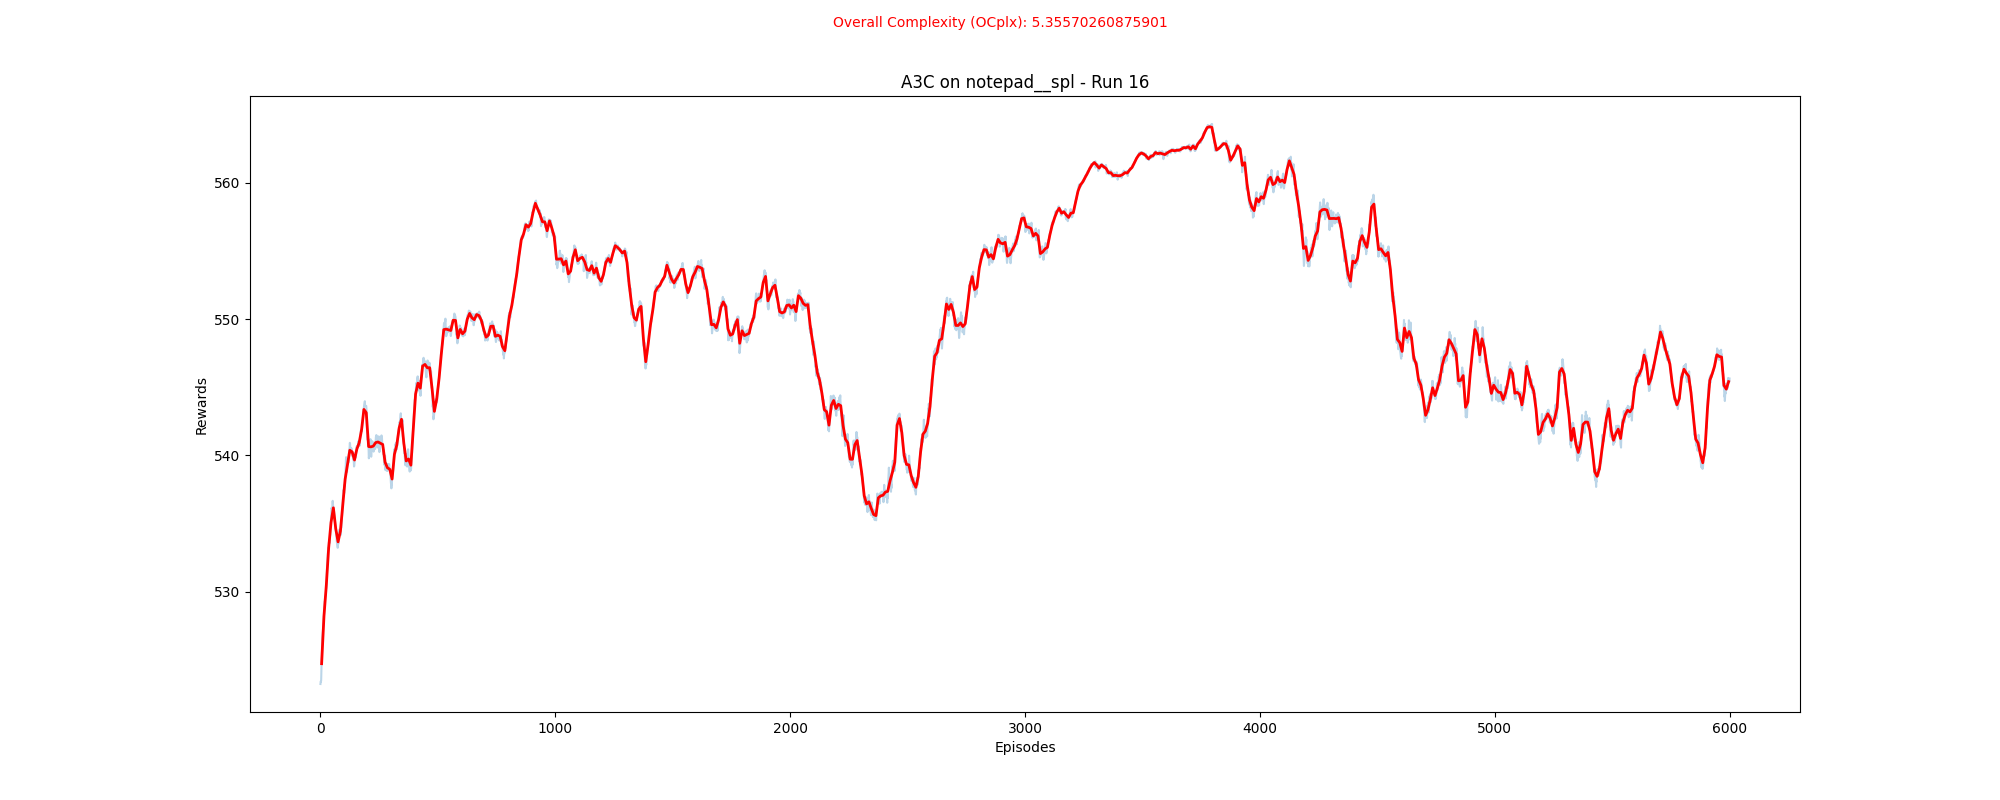 Overall Complexity (OCplx): 5.35570260875901
A3C on notepad__spl - Run 16
Rewards
560
550
540
530
0 1000 2000 3000 4000 5000 6000
Episodes